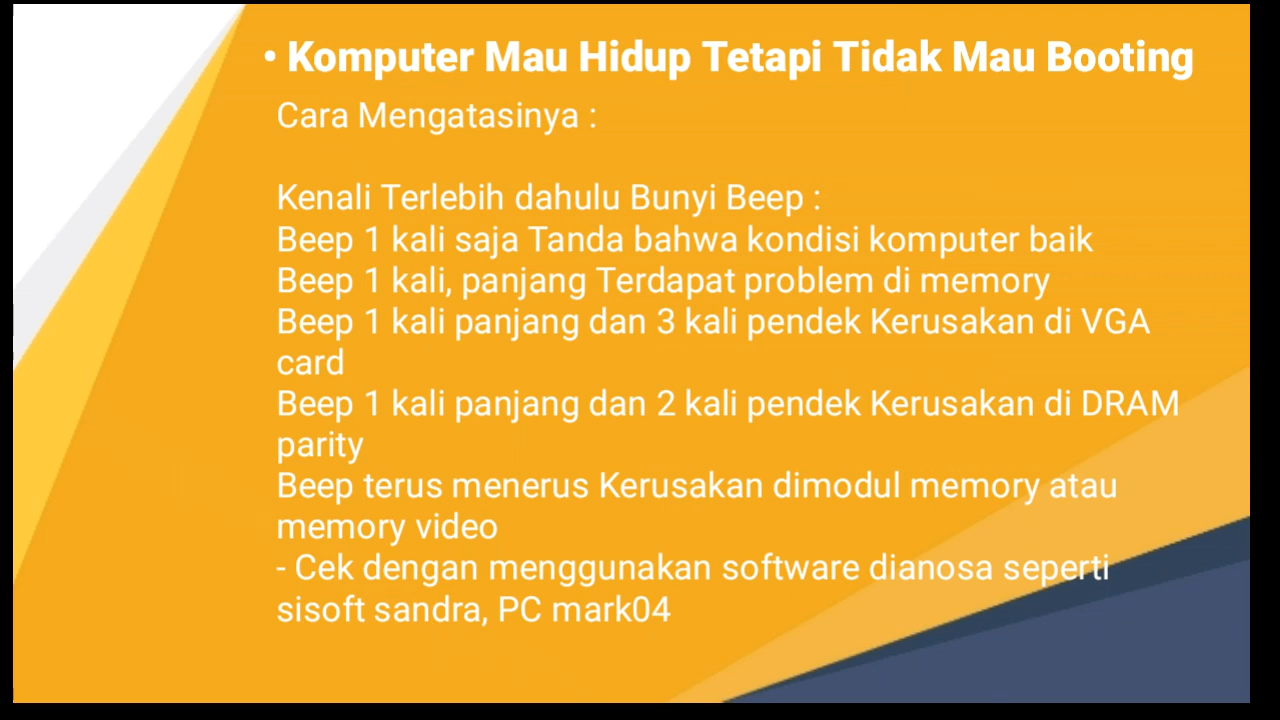 • Komputer Mau Hidup Tetapi Tidak Mau Booting
Cara Mengatasinya :
Kenali Terlebih dahulu Bunyi Beep :
Beep 1 kali saja Tanda bahwa kondisi komputer baik
Beep 1 kali, panjang Terdapat problem di memory
Beep 1 kali panjang dan 3 kali pendek Kerusakan di VGA
card
Beep 1 kali panjang dan 2 kali pendek Kerusakan di DRAM
parity
Beep terus menerus Kerusakan dimodul memory atau
memory video
- Cek dengan menggunakan software dianosa seperti
sisoft sandra, PC mark04